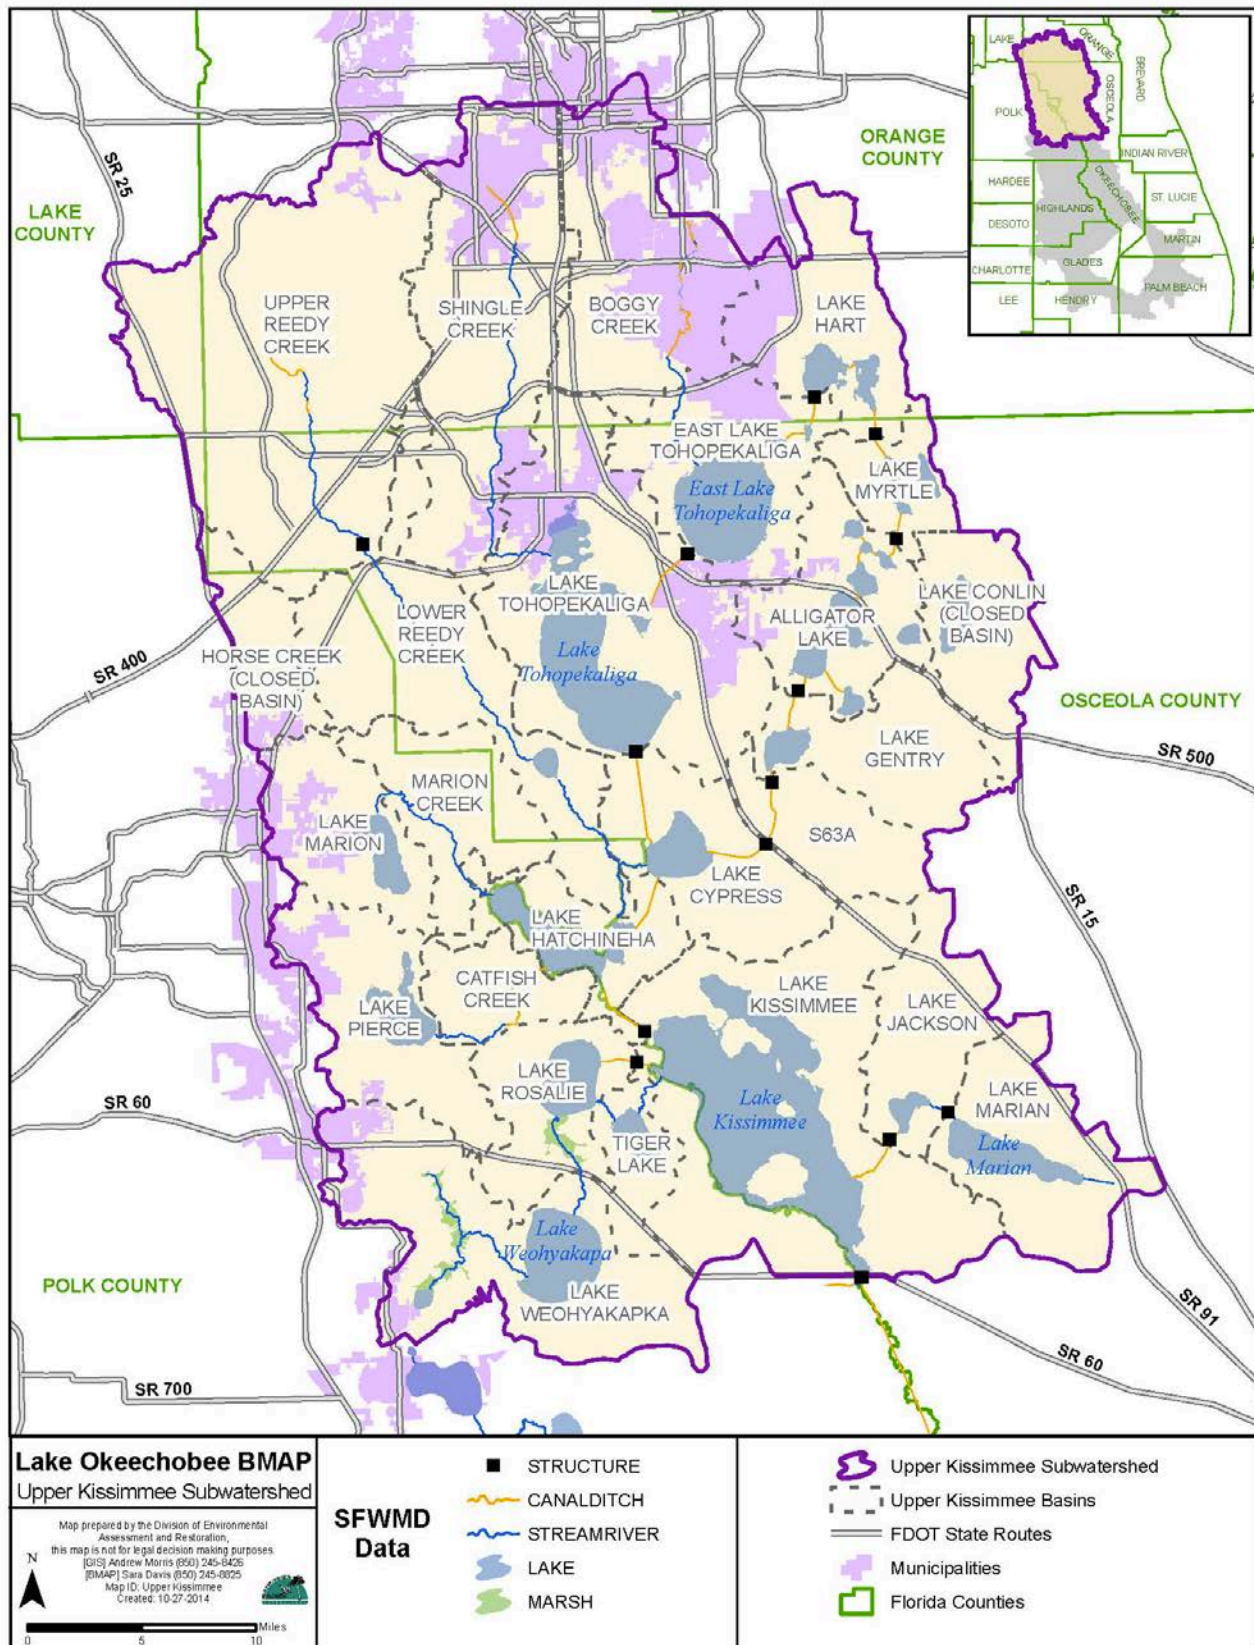 LAKE
ORANGE
OSCEOLA
BREVARD
POLK
INDIAN RIVER
HARDEE
OKEECHOBEE
ST. LUCIE
HIGHLANDS
DESOTO
MARTIN
GLADES
CHARLOTTE
PALM BEACH
LEE
HENDRY
ORANGE
COUNTY
SR 25
LAKE
COUNTY
UPPER
REEDY
CREEK
SHINGLE
CREEK
BOGGY
CREEK
LAKE
HART
EAST LAKE
TOHOPEKALIGA
East Lake
Tohopekaliga
LAKE
MYRTLE
LAKE
TOHOPEKALIGA
LAKE CONLIN
(CLOSED
BASIN)
ALLIGATOR
LAKE
LOWER
REEDY
CREEK
Lake
Tohopekaliga
HORSE CREEK
(CLOSED
BASIN)
SR 400
OSCEOLA COUNTY
SR 500
LAKE
GENTRY
MARION
CREEK
LAKE
MARION
S63A
LAKE
CYPRESS
SR 15
LAKE
HATCHINEHA
CATFISH
CREEK
LAKE
PIERCE
LAKE
KISSIMMEE
LAKE
JACKSON
LAKE
ROSALIE
Lake
Kissimmee
LAKE
MARIAN
Lake
Marian
SR 60
TIGER
LAKE
Lake
Weohyakapa
LAKE
WEOHYAKAPKA
POLK COUNTY
SR 91
SR 60
SR 700
Lake Okeechobee BMAP
Upper Kissimmee Subwatershed
Map prepared by the Division of Environmental
Assessment and Restoration,
this map is not for legal decision making purposes.
[GIS] Andrew Morris (850) 245-8426
[BMAP] Sara Davis (850) 245-8825
Map ID: Upper Kissimmee
Created: 10-27-2014
N
Miles
0 5 10
SFWMD
Data
STRUCTURE
CANALDITCH
STREAMRIVER
LAKE
MARSH
Upper Kissimmee Subwatershed
Upper Kissimmee Basins
FDOT State Routes
Municipalities
Florida Counties